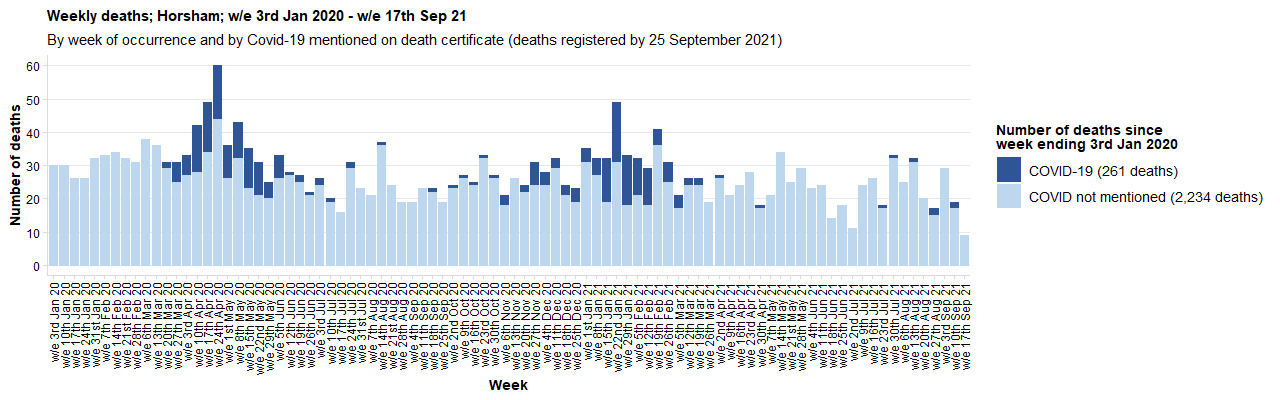 Weekly deaths; Horsham; w/e 3rd Jan 2020 - w/e 17th Sep 21
By week of occurrence and by Covid-19 mentioned on death certificate (deaths registered by 25 September 2021)
Number of deaths
60
50
40
30
20
10
0
w/e 3rd Jan 20
w/e 10th Jan 20
w/e 17th Jan 20
w/e 24th Jan 20
w/e 31st Jan 20
w/e 7th Feb 20
w/e 14th Feb 20
w/e 21st Feb 20
w/e 28th Feb 20
w/e 6th Mar 20
w/e 13th Mar 20
w/e 20th Mar 20
w/e 27th Mar 20
w/e 3rd Apr 20
w/e 10th Apr 20
w/e 17th Apr 20
w/e 24th Apr 20
w/e 1st May 20
w/e 8th May 20
w/e 15th May 20
w/e 22nd May 20
w/e 29th May 20
w/e 5th Jun 20
w/e 12th Jun 20
w/e 19th Jun 20
w/e 26th Jun 20
w/e 3rd Jul 20
w/e 10th Jul 20
w/e 17th Jul 20
w/e 24th Jul 20
w/e 31st Jul 20
w/e 7th Aug 20
w/e 14th Aug 20
w/e 21st Aug 20
w/e 28th Aug 20
w/e 4th Sep 20
w/e 11th Sep 20
w/e 18th Sep 20
w/e 25th Sep 20
w/e 2nd Oct 20
w/e 9th Oct 20
w/e 16th Oct 20
w/e 23rd Oct 20
w/e 30th Oct 20
w/e 6th Nov 20
w/e 13th Nov 20
w/e 20th Nov 20
w/e 27th Nov 20
w/e 4th Dec 20
w/e 11th Dec 20
w/e 18th Dec 20
w/e 25th Dec 20
w/e 1st Jan 21
w/e 8th Jan 21
w/e 15th Jan 21
w/e 22nd Jan 21
w/e 29th Jan 21
w/e 5th Feb 21
w/e 12th Feb 21
w/e 19th Feb 21
w/e 26th Feb 21
w/e 5th Mar 21
w/e 12th Mar 21
w/e 19th Mar 21
w/e 26th Mar 21
w/e 2nd Apr 21
w/e 9th Apr 21
w/e 16th Apr 21
w/e 23rd Apr 21
w/e 30th Apr 21
w/e 7th May 21
w/e 14th May 21
w/e 21st May 21
w/e 28th May 21
w/e 4th Jun 21
w/e 11th Jun 21
w/e 18th Jun 21
w/e 25th Jun 21
w/e 2nd Jul 21
w/e 9th Jul 21
w/e 16th Jul 21
w/e 23rd Jul 21
w/e 30th Jul 21
w/e 6th Aug 21
w/e 13th Aug 21
w/e 20th Aug 21
w/e 27th Aug 21
w/e 3rd Sep 21
w/e 10th Sep 21
w/e 17th Sep 21
Week
Number of deaths since
week ending 3rd Jan 2020
COVID-19 (261 deaths)
COVID not mentioned (2,234 deaths)